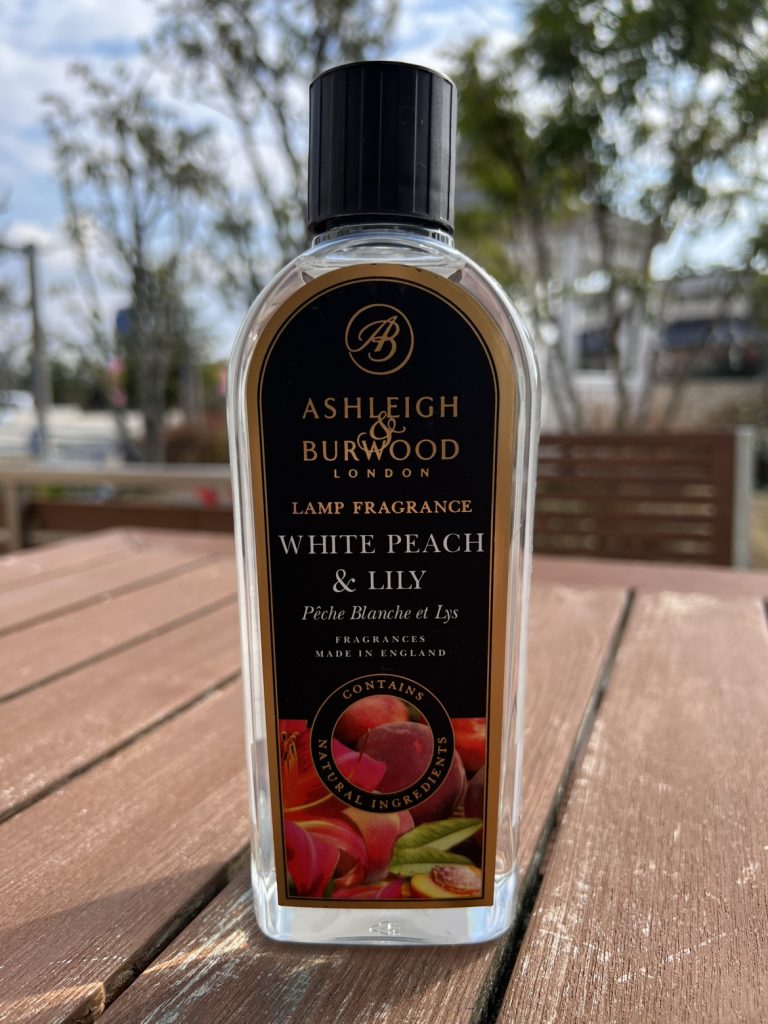 AB
ASHLEIGH
&
BURWOOD
LONDON
LAMP FRAGRANCE
WHITE PEACH
& LILY
Pêche Blanche et Lys
FRAGRANCES
MADE IN ENGLAND
CONTAINS
NATURAL INGREDIENTS